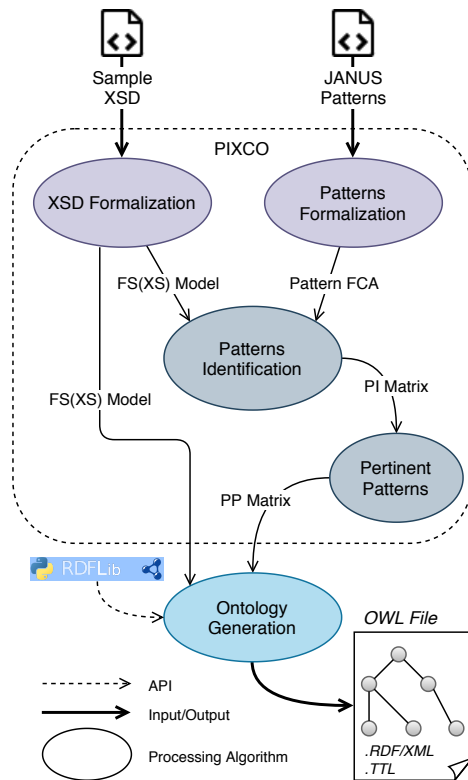 Sample
XSD
JANUS
Patterns
PIXCO
XSD Formalization
Patterns
Formalization
FS(XS) Model
Pattern FCA
Patterns
Identification
FS(XS) Model
PI Matrix
Pertinent
Patterns
PP Matrix
RDFLib
Ontology
Generation
OWL File
API
Input/Output
Processing Algorithm
.RDF/XML
.TTL